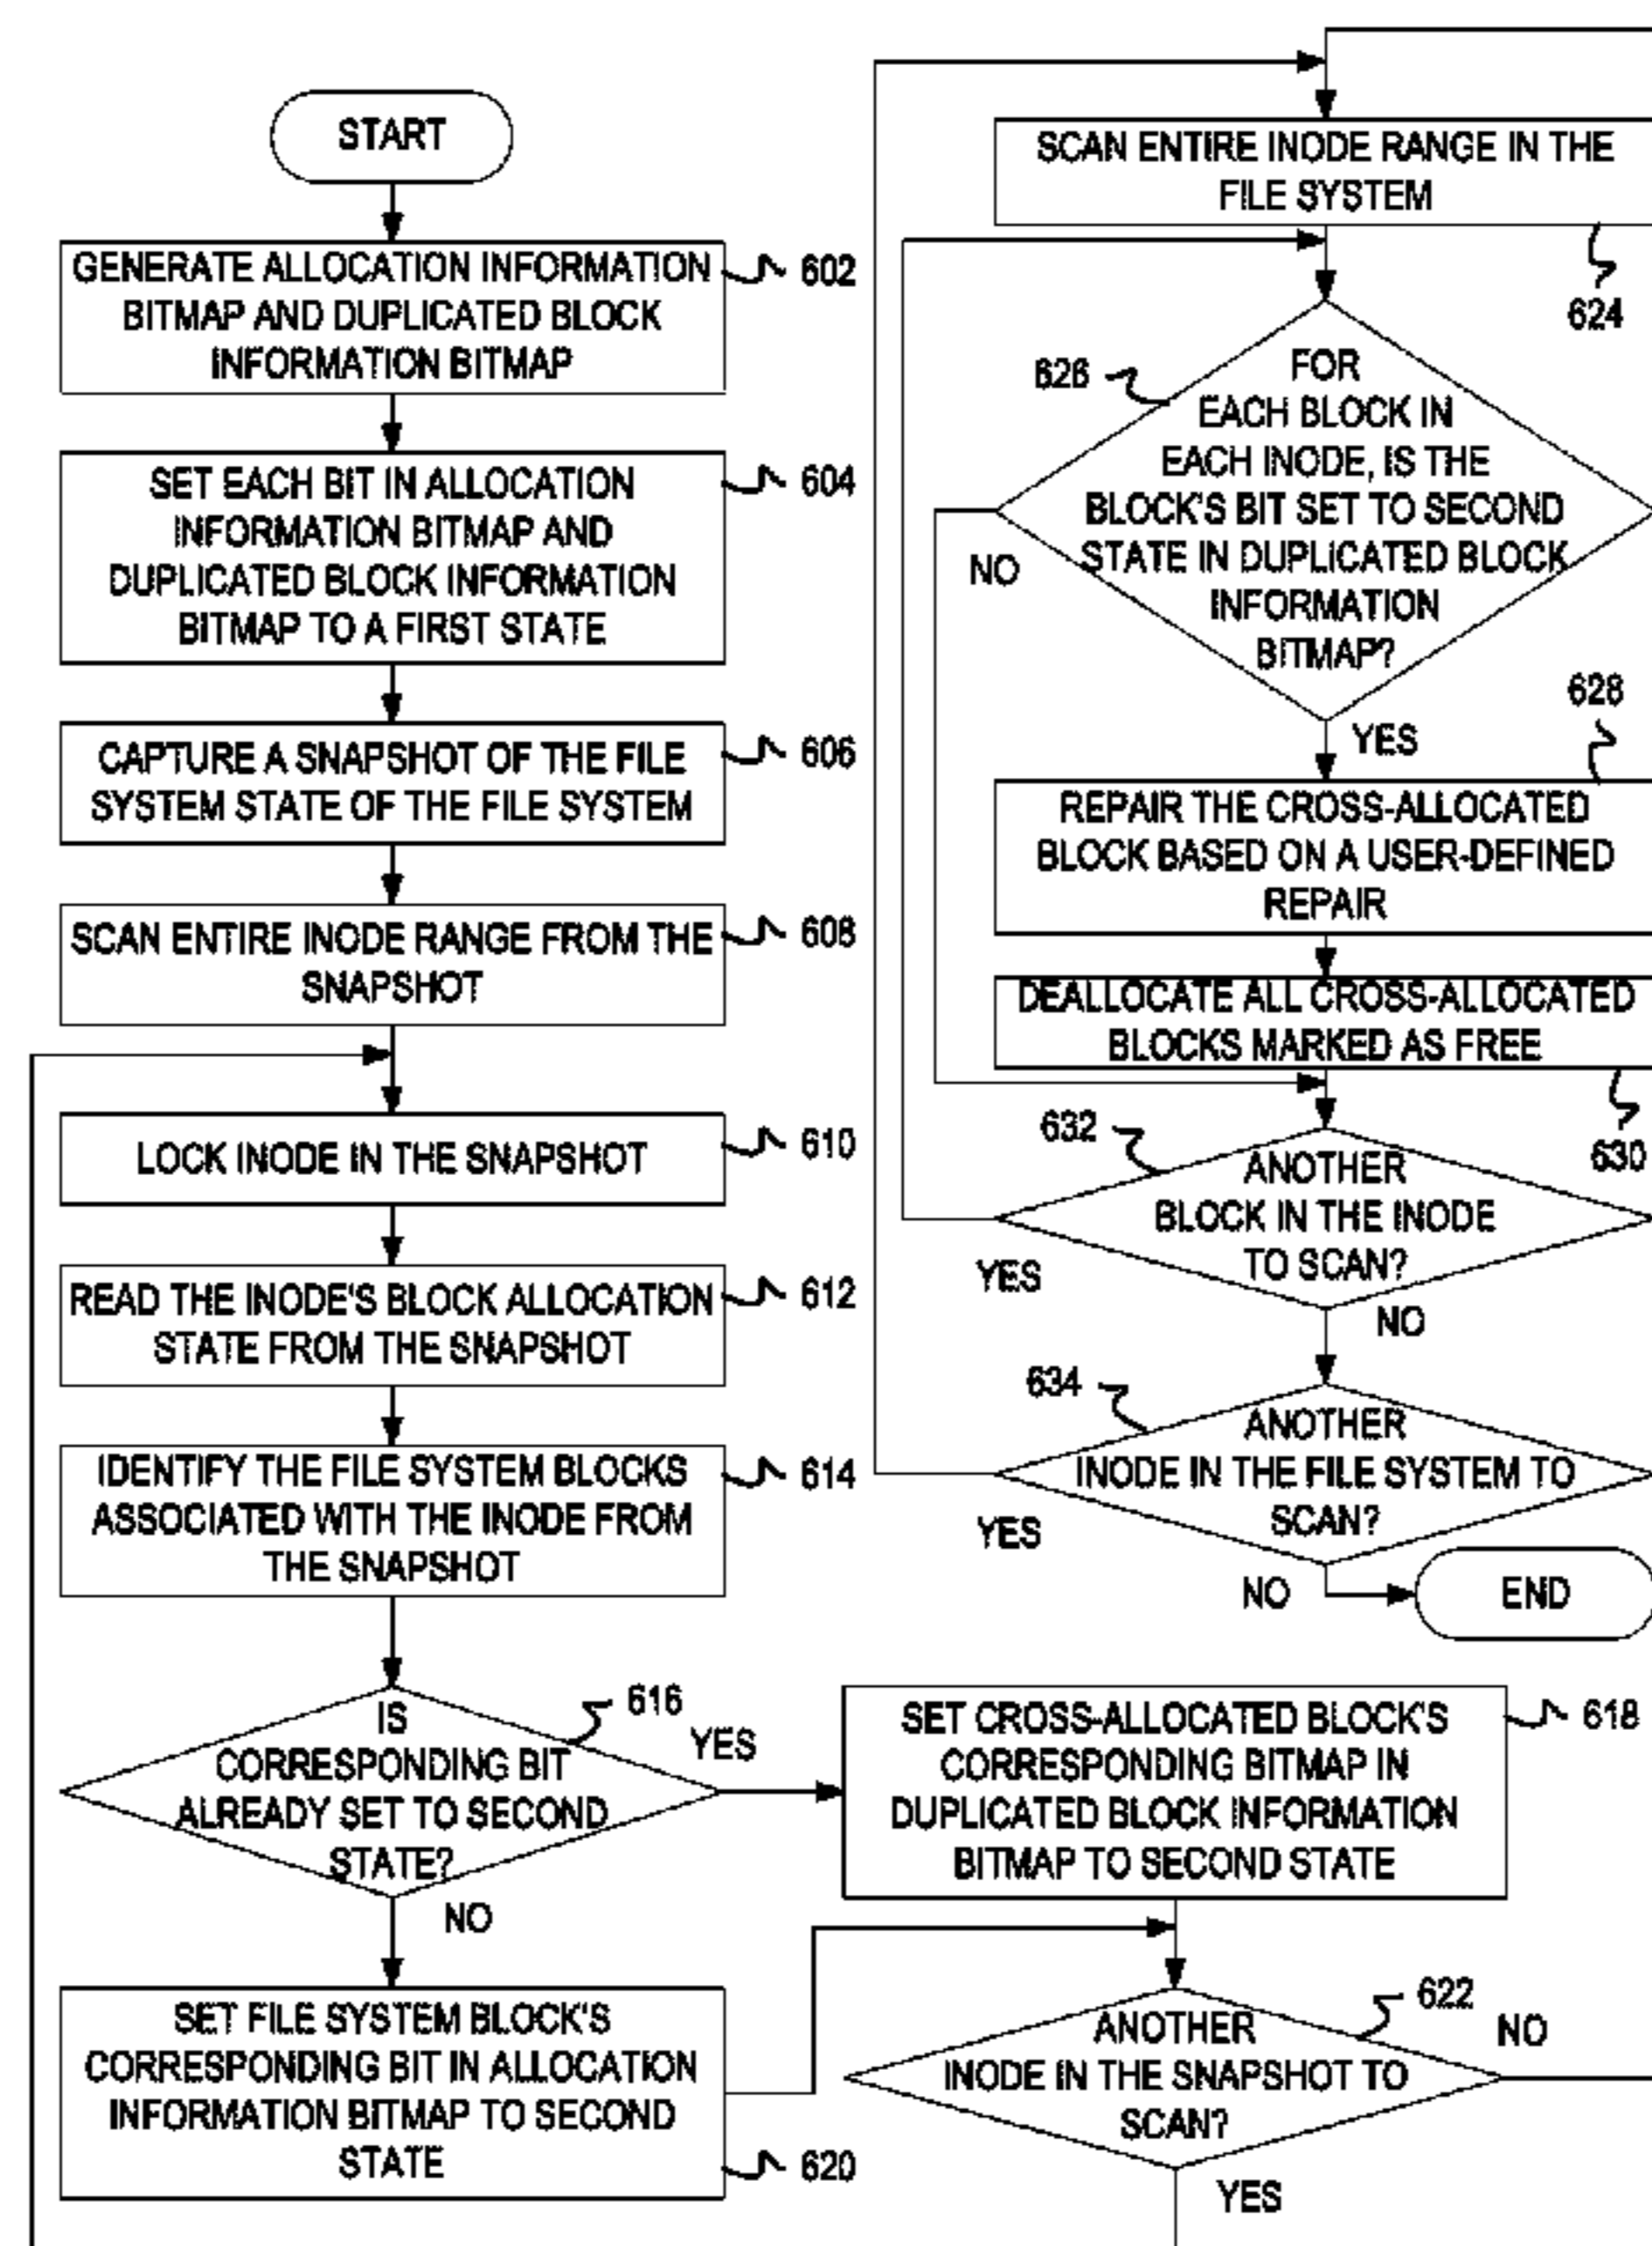 START
GENERATE ALLOCATION INFORMATION
BITMAP AND DUPLICATED BLOCK
INFORMATION BITMAP
602
SET EACH BIT IN ALLOCATION
INFORMATION BITMAP AND
DUPLICATED BLOCK INFORMATION
BITMAP TO A FIRST STATE
604
CAPTURE A SNAPSHOT OF THE FILE
SYSTEM STATE OF THE FILE SYSTEM
606
SCAN ENTIRE INODE RANGE FROM THE
SNAPSHOT
608
LOCK INODE IN THE SNAPSHOT
610
READ THE INODE'S BLOCK ALLOCATION
STATE FROM THE SNAPSHOT
612
IDENTIFY THE FILE SYSTEM BLOCKS
ASSOCIATED WITH THE INODE FROM
THE SNAPSHOT
614
IS
CORRESPONDING BIT
ALREADY SET TO SECOND
STATE?
616
YES
NO
SET CROSS-ALLOCATED BLOCK'S
CORRESPONDING BITMAP IN
DUPLICATED BLOCK INFORMATION
BITMAP TO SECOND STATE
618
SET FILE SYSTEM BLOCK'S
CORRESPONDING BIT IN ALLOCATION
INFORMATION BITMAP TO SECOND
STATE
620
ANOTHER
INODE IN THE SNAPSHOT TO
SCAN?
622
NO
YES
SCAN ENTIRE INODE RANGE IN THE
FILE SYSTEM
624
FOR
EACH BLOCK IN
EACH INODE, IS THE
BLOCK'S BIT SET TO SECOND
STATE IN DUPLICATED BLOCK
INFORMATION
BITMAP?
626
NO
YES
REPAIR THE CROSS-ALLOCATED
BLOCK BASED ON A USER-DEFINED
REPAIR
628
DEALLOCATE ALL CROSS-ALLOCATED
BLOCKS MARKED AS FREE
630
ANOTHER
BLOCK IN THE INODE
TO SCAN?
632
YES
NO
ANOTHER
INODE IN THE FILE SYSTEM TO
SCAN?
634
YES
NO
END